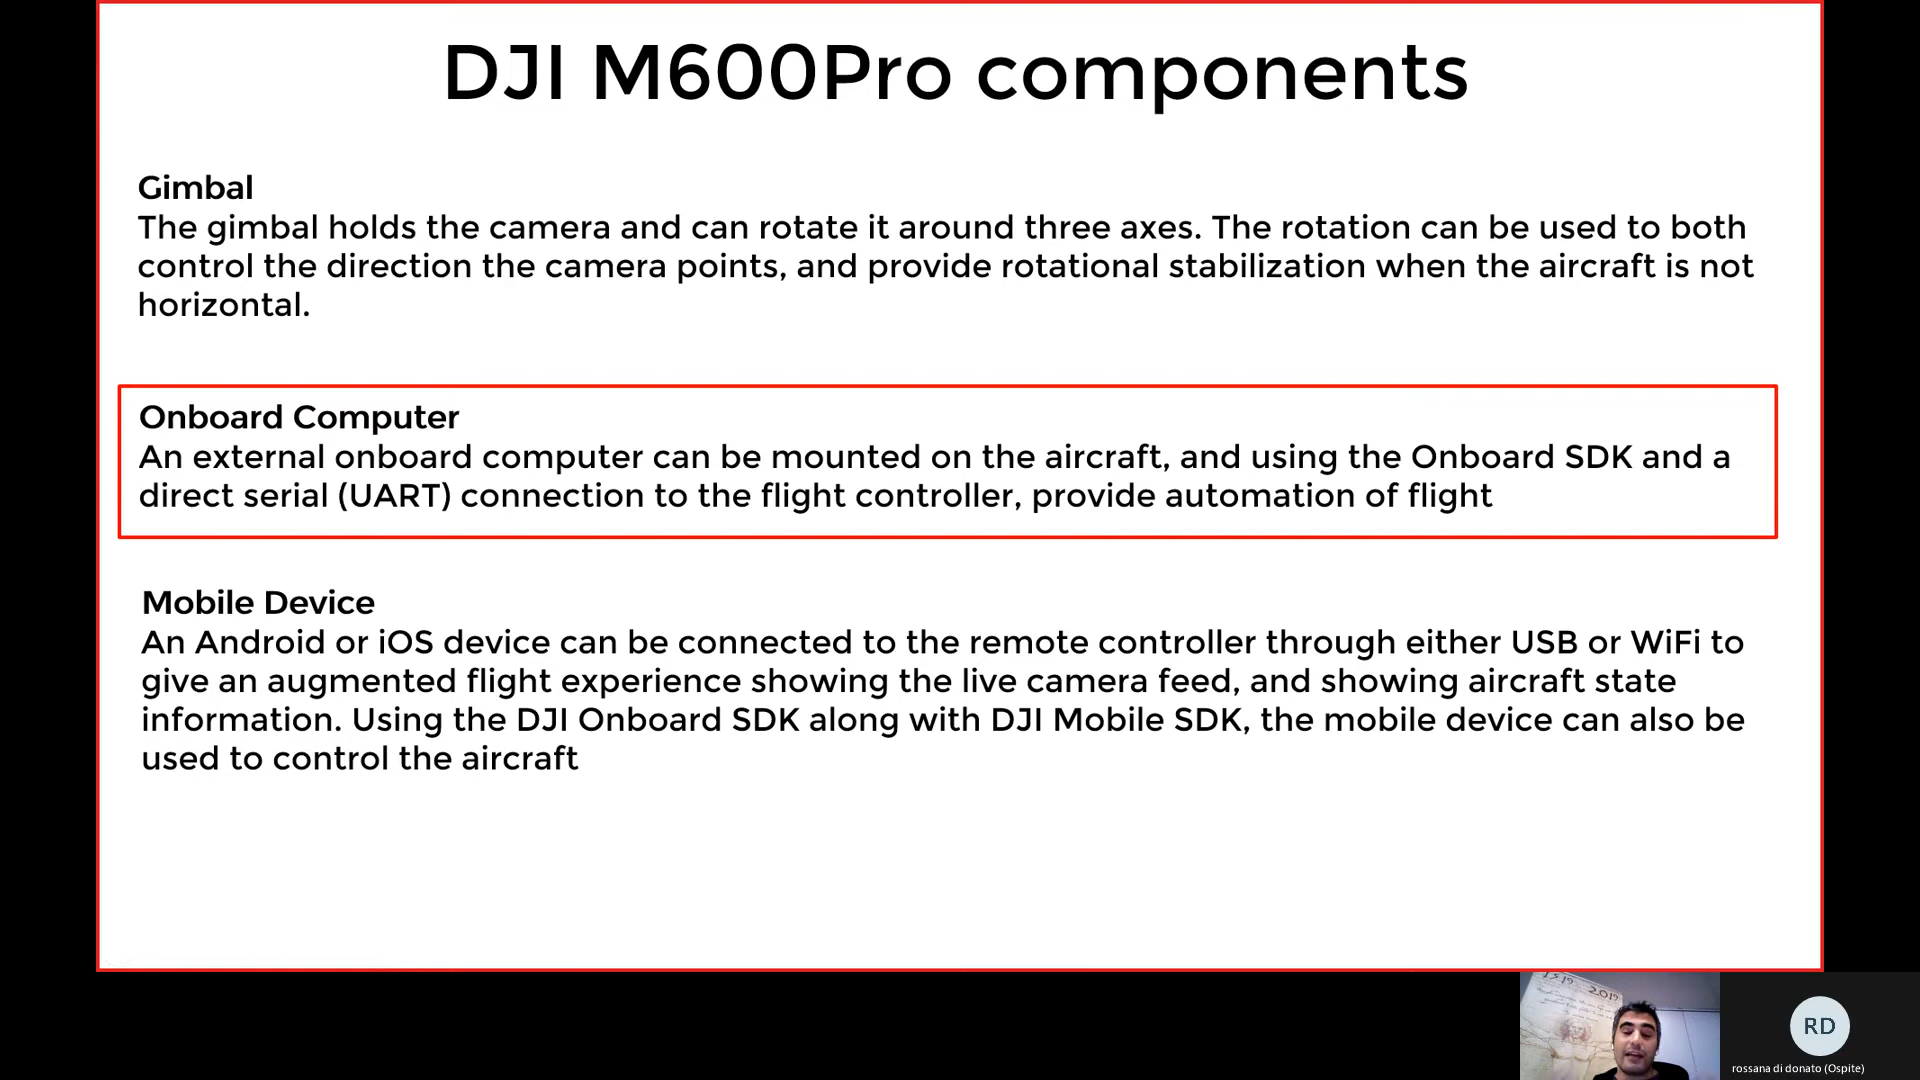 DJI M600Pro components
Gimbal
The gimbal holds the camera and can rotate it around three axes. The rotation can be used to both
control the direction the camera points, and provide rotational stabilization when the aircraft is not
horizontal.
Onboard Computer
An external onboard computer can be mounted on the aircraft, and using the Onboard SDK and a
direct serial (UART) connection to the flight controller, provide automation of flight
Mobile Device
An Android or iOS device can be connected to the remote controller through either USB or WiFi to
give an augmented flight experience showing the live camera feed, and showing aircraft state
information. Using the DJI Onboard SDK along with DJI Mobile SDK, the mobile device can also be
used to control the aircraft
1519 2019
RD
rossana di donato (Ospite)